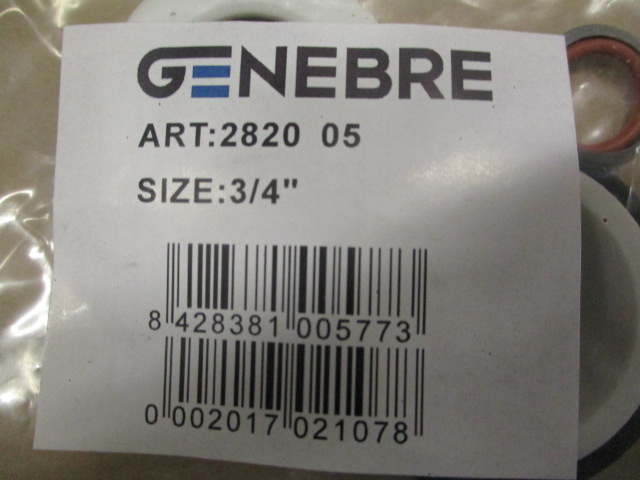 GENEBRE
ART:2820 05
SIZE:3/4"
8 428381 005773
0 002017 021078